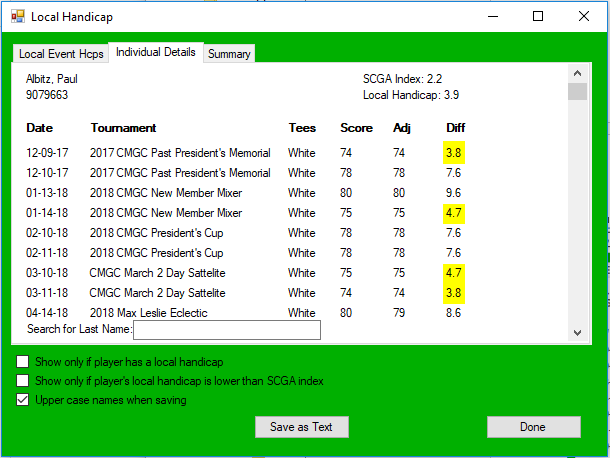 Local Handicap
Local Event Hcps Individual Details Summary
Albitz, Paul SCGA Index: 2.2
9079663 Local Handicap: 3.9
Date Tournament Tees Score Adj Diff
12-09-17 2017 CMGC Past President's Memorial White 74 74 3.8
12-10-17 2017 CMGC Past President's Memorial White 78 78 7.6
01-13-18 2018 CMGC New Member Mixer White 80 80 9.6
01-14-18 2018 CMGC New Member Mixer White 75 75 4.7
02-10-18 2018 CMGC President's Cup White 78 78 7.6
02-11-18 2018 CMGC President's Cup White 78 78 7.6
03-10-18 CMGC March 2 Day Sattelite White 75 75 4.7
03-11-18 CMGC March 2 Day Sattelite White 74 74 3.8
04-14-18 2018 Max Leslie Eclectic White 80 79 8.6
Search for Last Name:
Show only if player has a local handicap
Show only if player's local handicap is lower than SCGA index
Upper case names when saving
Save as Text Done